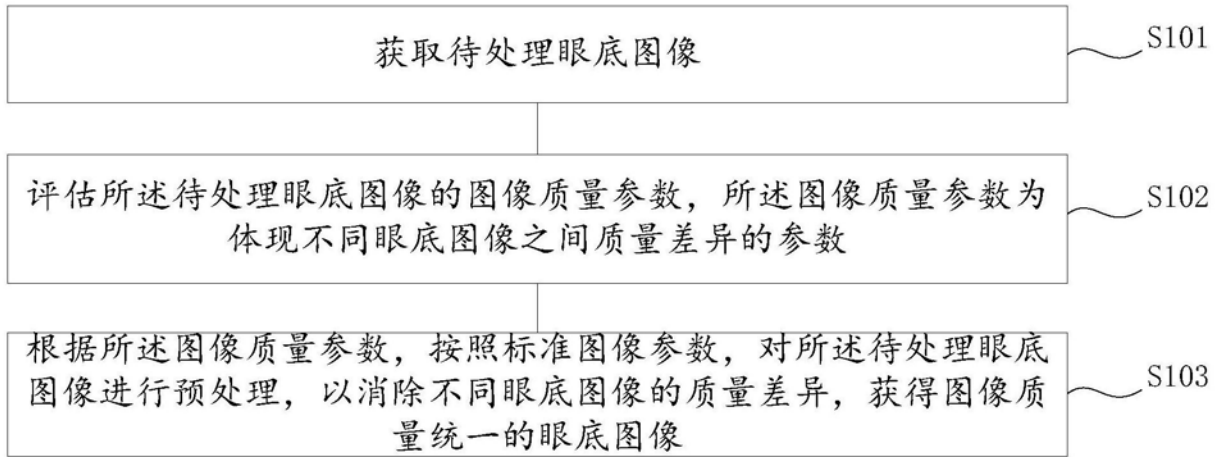 获取待处理眼底图像
S101
评估所述待处理眼底图像的图像质量参数，所述图像质量参数为
体现不同眼底图像之间质量差异的参数
S102
根据所述图像质量参数，按照标准图像参数，对所述待处理眼底
图像进行预处理，以消除不同眼底图像的质量差异，获得图像质
量统一的眼底图像
S103